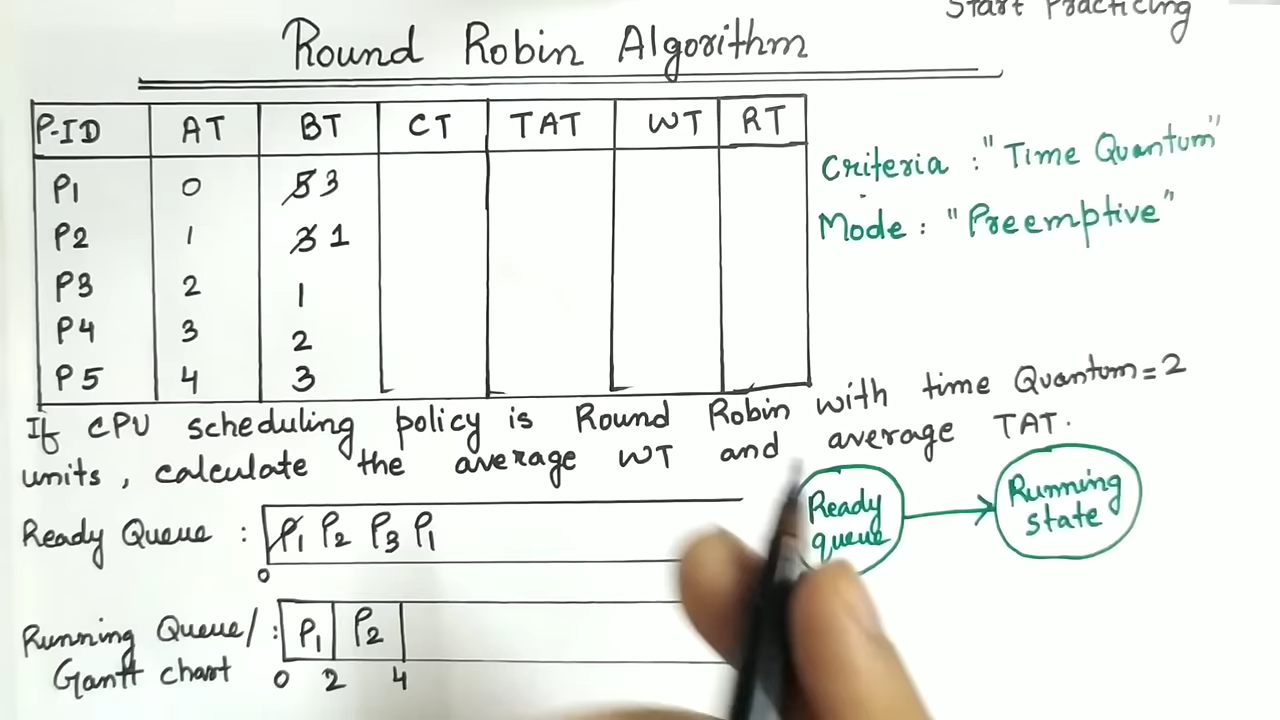 Start Practicing
Round Robin Algorithm
P-ID AT BT CT TAT WT RT
P1 0 5 3
P2 1 3 1
P3 2 1
P4 3 2
P5 4 3
Criteria : "Time Quantum"
Mode : "Preemptive"
If CPU scheduling policy is Round Robin with time Quantum=2
units, calculate the average WT and average TAT.
Ready Queue : P1 P2 P3 P1
0
Ready
queue
Running
state
Running Queue/ : P1 P2
Gantt chart 0 2 4